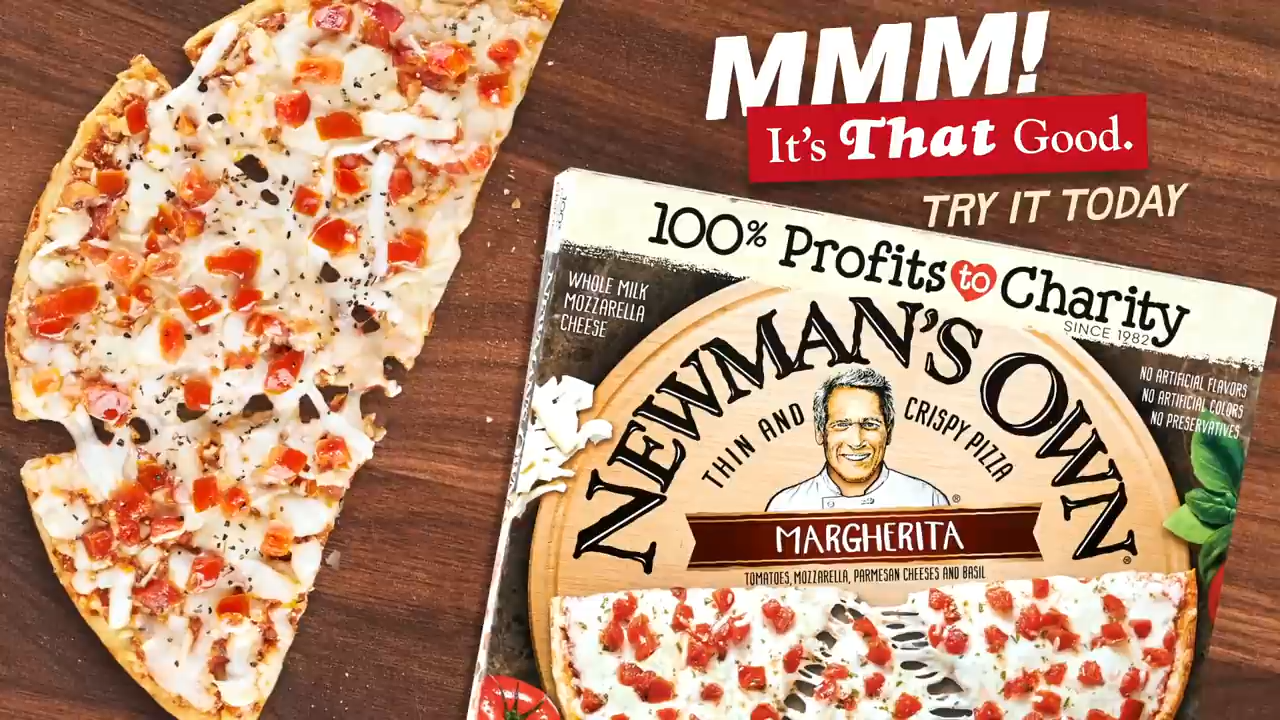 MMM!
It's That Good.
TRY IT TODAY
100% Profits to Charity
SINCE 1982
WHOLE MILK
MOZZARELLA
CHEESE
NO ARTIFICIAL FLAVORS
NO ARTIFICIAL COLORS
NO PRESERVATIVES
NEWMAN'S OWN
THIN AND CRISPY PIZZA
MARGHERITA
TOMATOES, MOZZARELLA, PARMESAN CHEESES AND BASIL